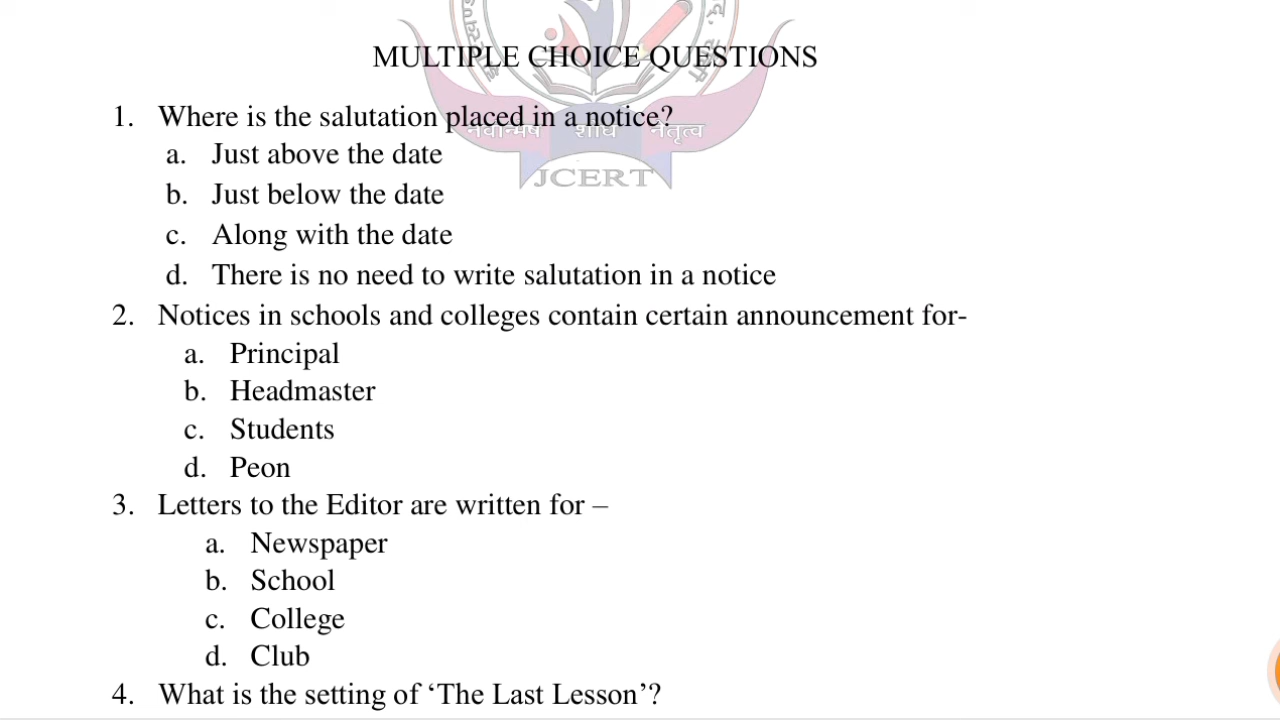 MULTIPLE CHOICE QUESTIONS
1. Where is the salutation placed in a notice?
नवोन्मेष शोध नेतृत्व
a. Just above the date
JCERT
b. Just below the date
c. Along with the date
d. There is no need to write salutation in a notice
2. Notices in schools and colleges contain certain announcement for-
a. Principal
b. Headmaster
c. Students
d. Peon
3. Letters to the Editor are written for –
a. Newspaper
b. School
c. College
d. Club
4. What is the setting of ‘The Last Lesson’?